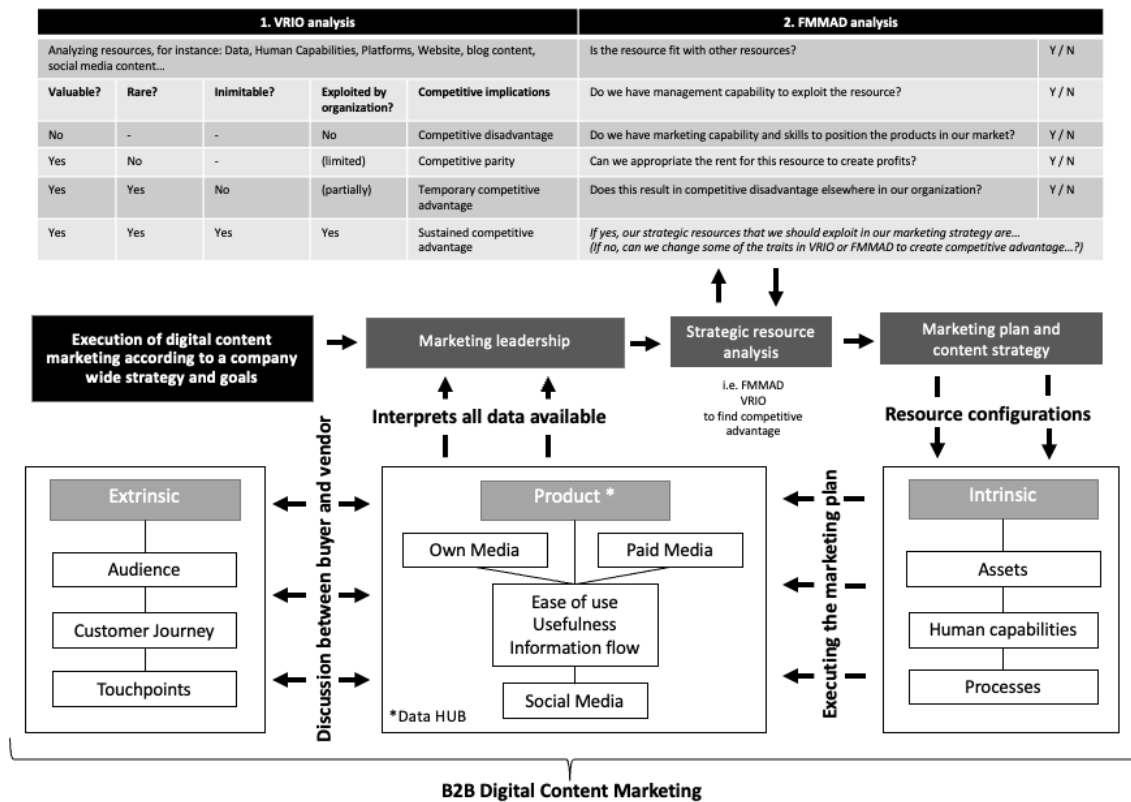 1. VRIO analysis
2. FMMAD analysis
Analyzing resources, for instance: Data, Human Capabilities, Platforms, Website, blog content,
social media content…
Is the resource fit with other resources?
Y / N
Valuable?
Rare?
Inimitable?
Exploited by
organization?
Competitive implications
Do we have management capability to exploit the resource?
Y / N
No
-
-
No
Competitive disadvantage
Do we have marketing capability and skills to position the products in our market?
Y / N
Yes
No
-
(limited)
Competitive parity
Can we appropriate the rent for this resource to create profits?
Y / N
Yes
Yes
No
(partially)
Temporary competitive
advantage
Does this result in competitive disadvantage elsewhere in our organization?
Y / N
Yes
Yes
Yes
Yes
Sustained competitive
advantage
If yes, our strategic resources that we should exploit in our marketing strategy are…
(If no, can we change some of the traits in VRIO or FMMAD to create competitive advantage…?)
Execution of digital content
marketing according to a company
wide strategy and goals
Marketing leadership
Strategic resource
analysis
Marketing plan and
content strategy
i.e. FMMAD
VRIO
to find competitive
advantage
Interprets all data available
Resource configurations
Extrinsic
Audience
Customer Journey
Touchpoints
Discussion between buyer and vendor
Product *
Own Media
Paid Media
Ease of use
Usefulness
Information flow
Social Media
*Data HUB
Executing the marketing plan
Intrinsic
Assets
Human capabilities
Processes
B2B Digital Content Marketing